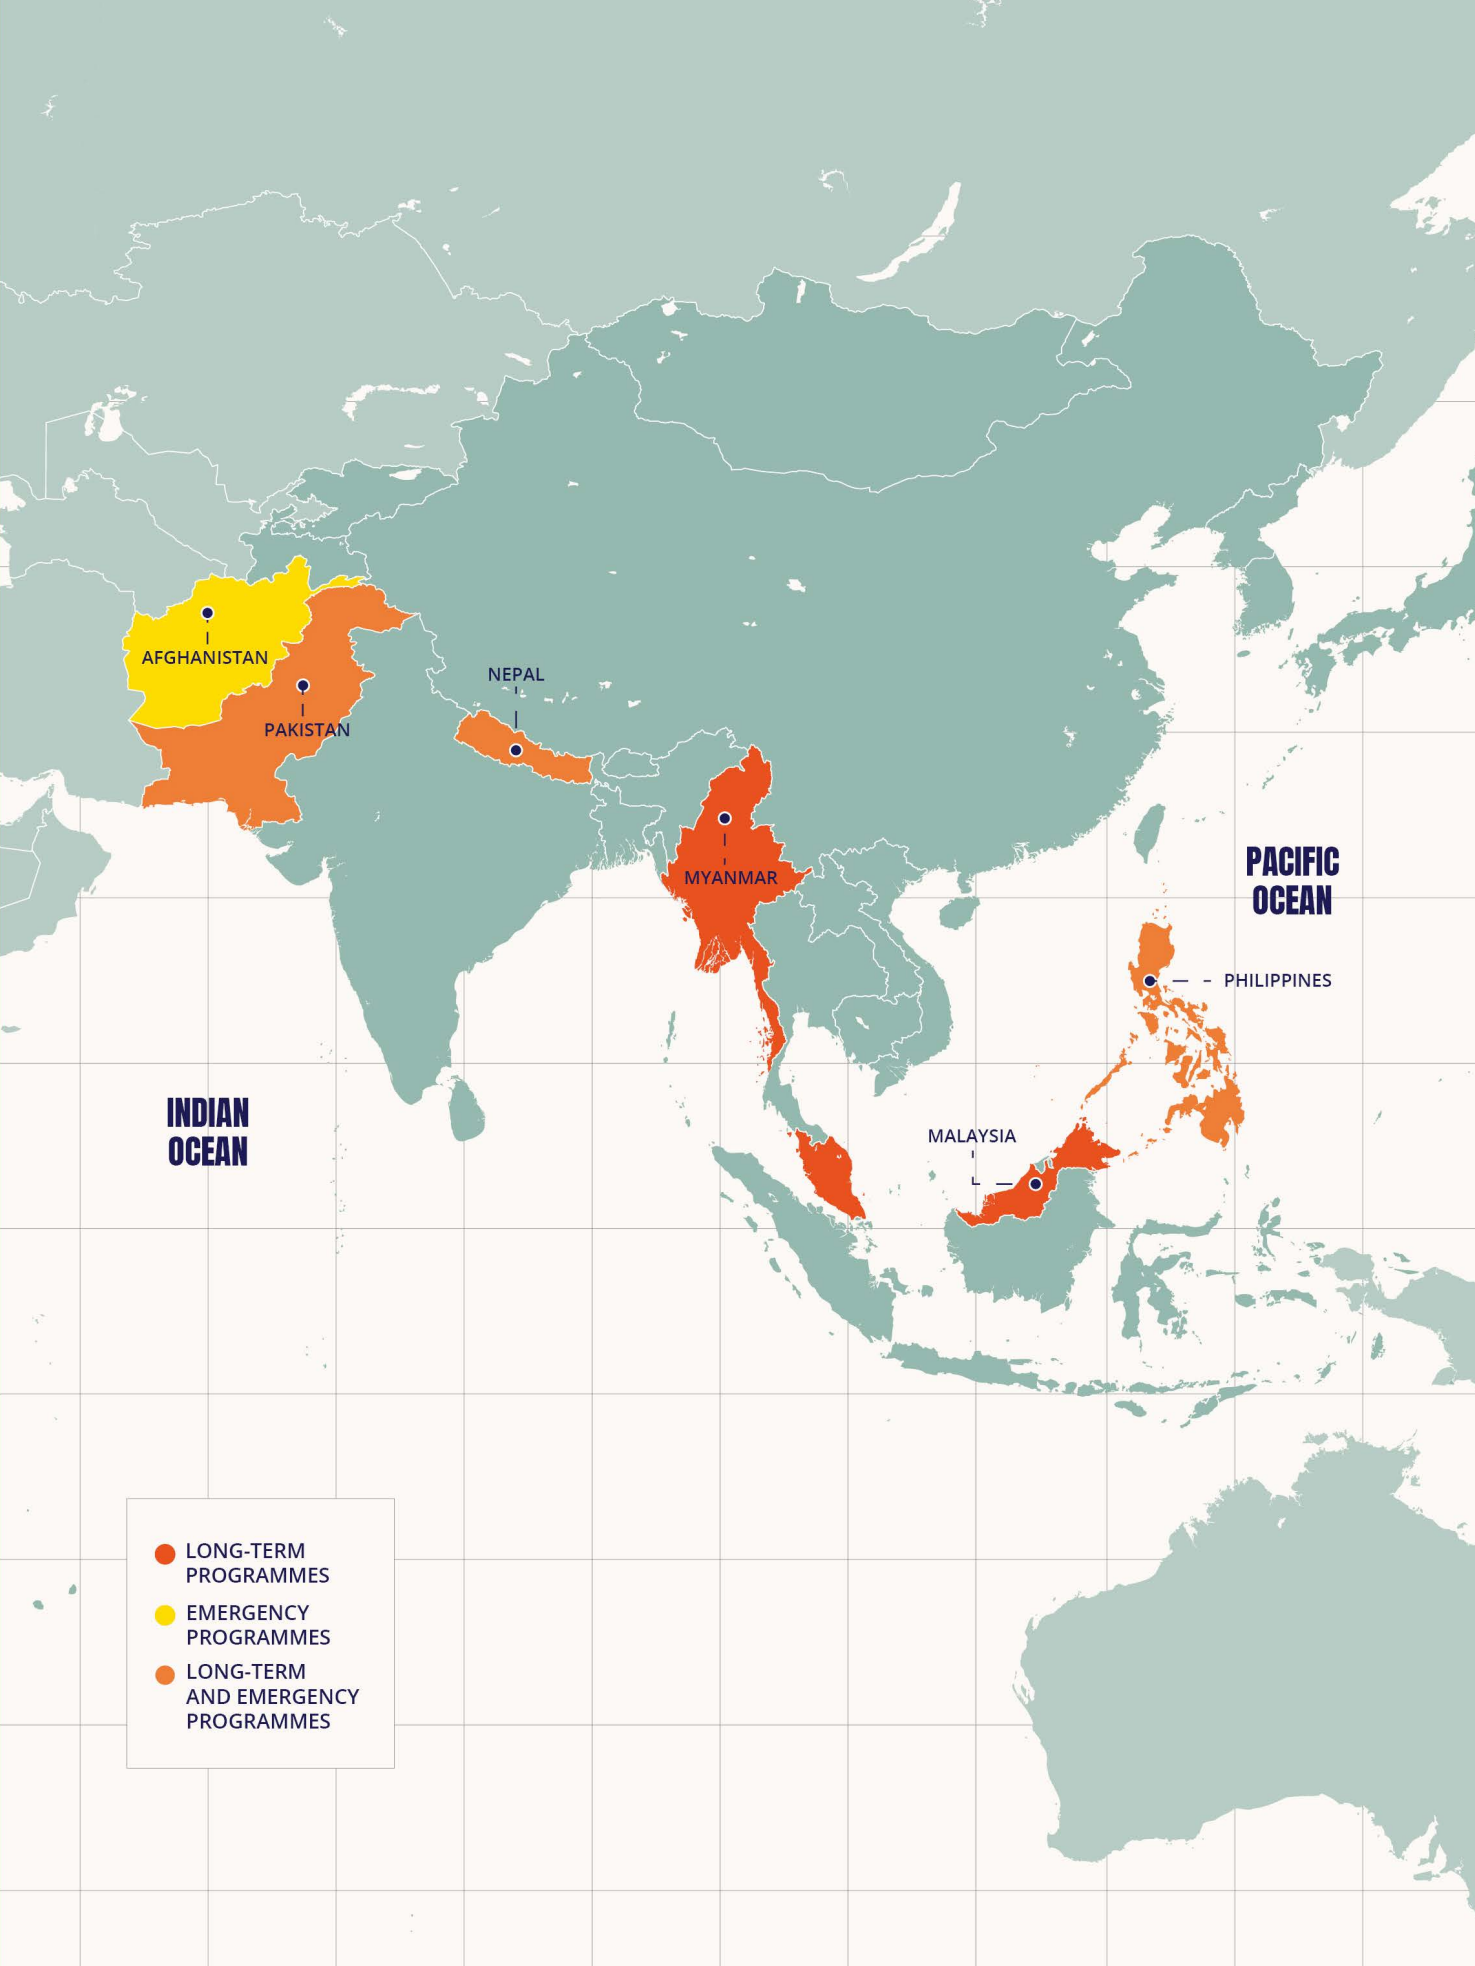 AFGHANISTAN
NEPAL
PAKISTAN
PACIFIC
OCEAN
MYANMAR
PHILIPPINES
INDIAN
OCEAN
MALAYSIA
LONG-TERM
PROGRAMMES
EMERGENCY
PROGRAMMES
LONG-TERM
AND EMERGENCY
PROGRAMMES